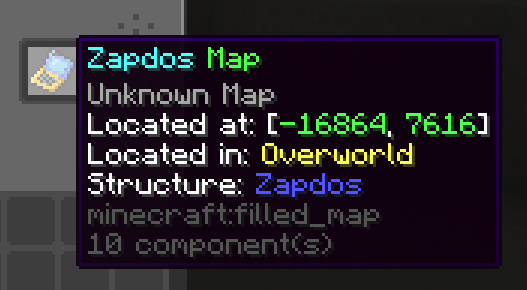 Zapdos Map
Unknown Map
Located at: [-16864, 7616]
Located in: Overworld
Structure: Zapdos
minecraft:filled_map
10 component(s)